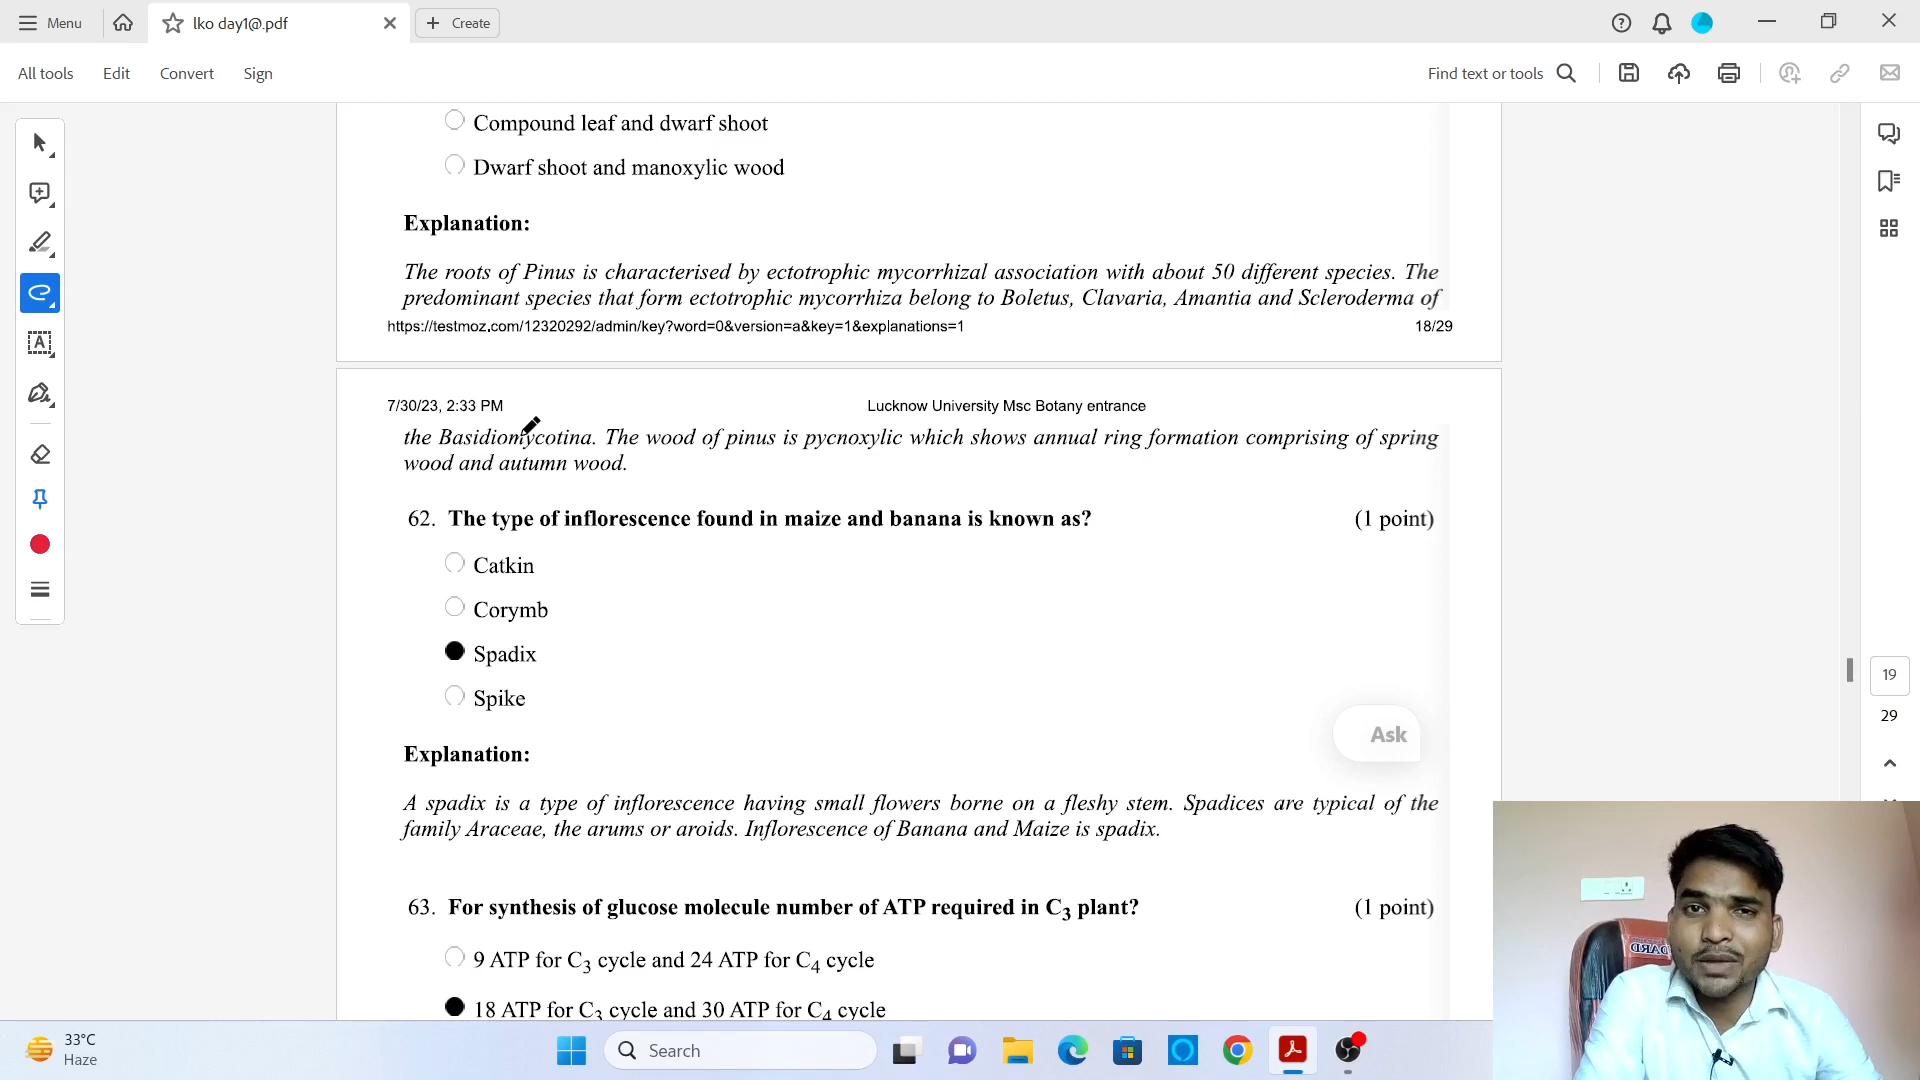 Menu
lko day1@.pdf
Create
All tools
Edit
Convert
Sign
Find text or tools
Compound leaf and dwarf shoot
Dwarf shoot and manoxylic wood
Explanation:
The roots of Pinus is characterised by ectotrophic mycorrhizal association with about 50 different species. The
predominant species that form ectotrophic mycorrhiza belong to Boletus, Clavaria, Amantia and Scleroderma of
https://testmoz.com/12320292/admin/key?word=0&version=a&key=1&explanations=1 18/29
7/30/23, 2:33 PM Lucknow University Msc Botany entrance
the Basidiomycotina. The wood of pinus is pycnoxylic which shows annual ring formation comprising of spring
wood and autumn wood.
62. The type of inflorescence found in maize and banana is known as? (1 point)
Catkin
Corymb
Spadix
Spike
Ask
Explanation:
A spadix is a type of inflorescence having small flowers borne on a fleshy stem. Spadices are typical of the
family Araceae, the arums or aroids. Inflorescence of Banana and Maize is spadix.
63. For synthesis of glucose molecule number of ATP required in C3 plant? (1 point)
9 ATP for C3 cycle and 24 ATP for C4 cycle
18 ATP for C3 cycle and 30 ATP for C4 cycle
19
29
33°C
Haze
Search